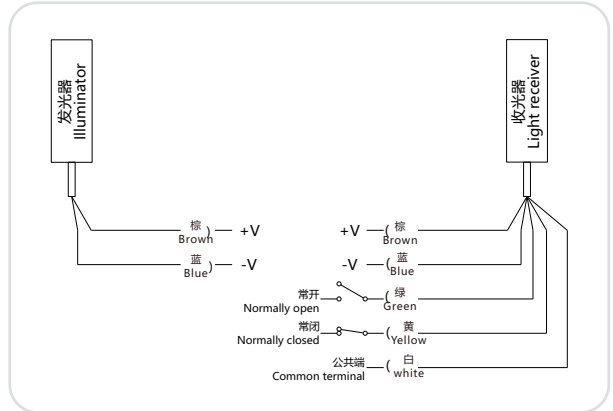 发光器
Illuminator
收光器
Light receiver
棕
Brown
+V
+V
棕
Brown
蓝
Blue
-V
-V
蓝
Blue
常开
Normally open
绿
Green
常闭
Normally closed
黄
Yellow
公共端
Common terminal
白
white